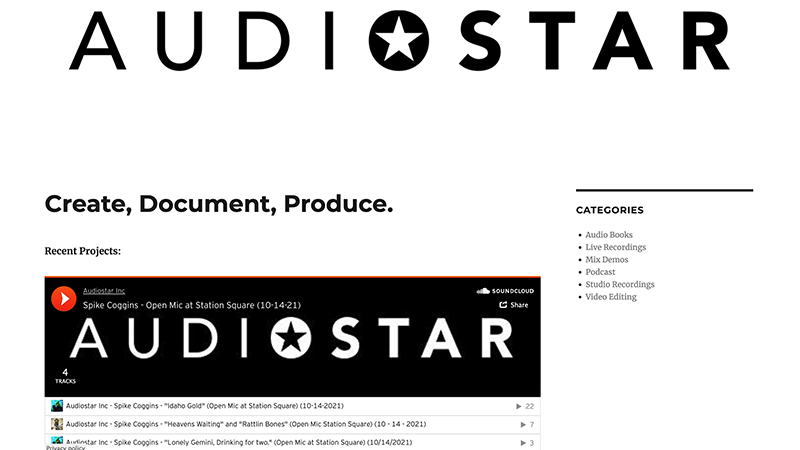 AUDIOSTAR
Create, Document, Produce.
Recent Projects:
Audiostar Inc
Spike Coggins - Open Mic at Station Square (10-14-21)
SOUNDCLOUD
Share
AUDIOSTAR
4
TRACKS
Audiostar Inc - Spike Coggins - "Idaho Gold" (Open Mic at Station Square) (10-14-2021)
22
Audiostar Inc - Spike Coggins - "Heavens Waiting" and "Rattlin Bones" (Open Mic at Station Square) (10 - 14 - 2021)
7
Audiostar Inc - Spike Coggins - "Lonely Gemini, Drinking for two." (Open Mic at Station Square) (10/14/2021)
3
Privacy policy
CATEGORIES
Audio Books
Live Recordings
Mix Demos
Podcast
Studio Recordings
Video Editing